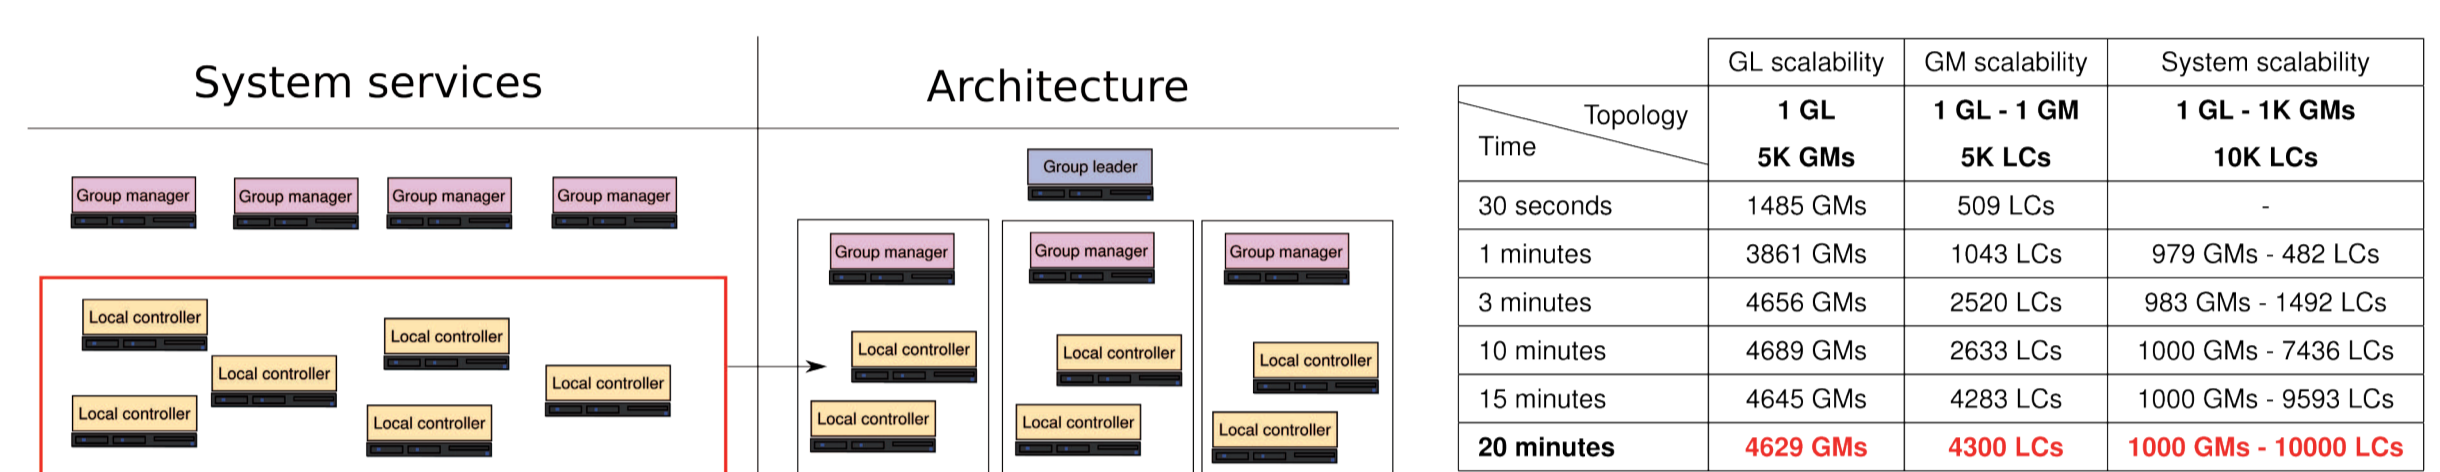 System services
Architecture
Group leader
Group manager
Group manager
Group manager
Group manager
Group manager
Group manager
Group manager
Local controller
Local controller
Local controller
Local controller
Local controller
Local controller
Local controller
Local controller
Local controller
Local controller
Local controller
Local controller
GL scalability GM scalability System scalability
Topology 1 GL 1 GL - 1 GM 1 GL - 1K GMs
Time 5K GMs 5K LCs 10K LCs
30 seconds 1485 GMs 509 LCs -
1 minutes 3861 GMs 1043 LCs 979 GMs - 482 LCs
3 minutes 4656 GMs 2520 LCs 983 GMs - 1492 LCs
10 minutes 4689 GMs 2633 LCs 1000 GMs - 7436 LCs
15 minutes 4645 GMs 4283 LCs 1000 GMs - 9593 LCs
20 minutes 4629 GMs 4300 LCs 1000 GMs - 10000 LCs